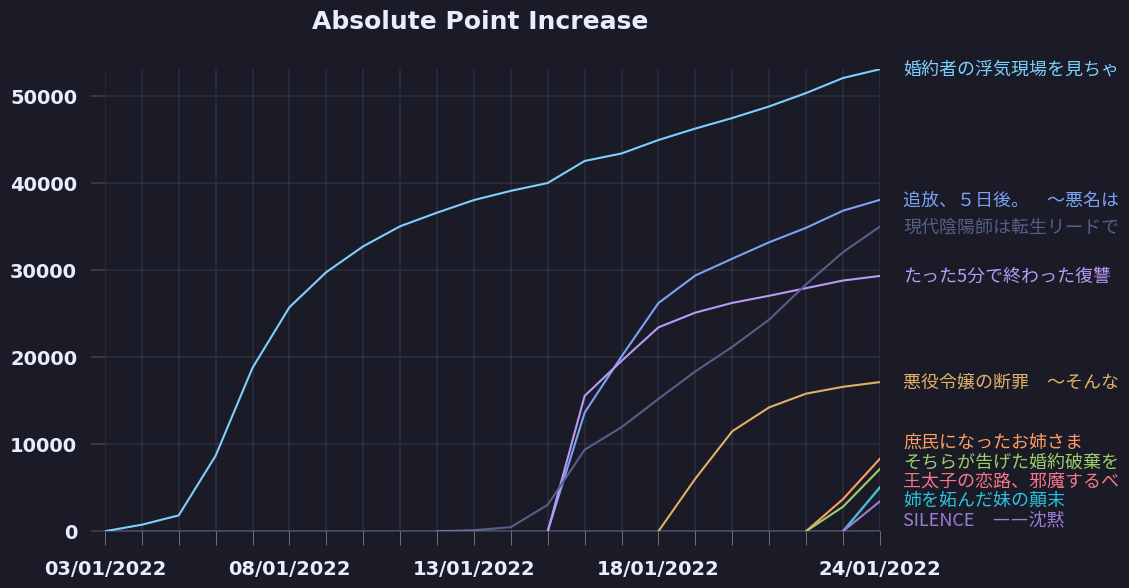 Absolute Point Increase
50000
40000
30000
20000
10000
0
03/01/2022
08/01/2022
13/01/2022
18/01/2022
24/01/2022
婚約者の浮気現場を見ちゃ
追放、５日後。　～悪名は
現代陰陽師は転生リードで
たった5分で終わった復讐
悪役令嬢の断罪　～そんな
庶民になったお姉さま
そちらが告げた婚約破棄を
王太子の恋路、邪魔するべ
姉を妬んだ妹の顛末
SILENCE　――沈黙